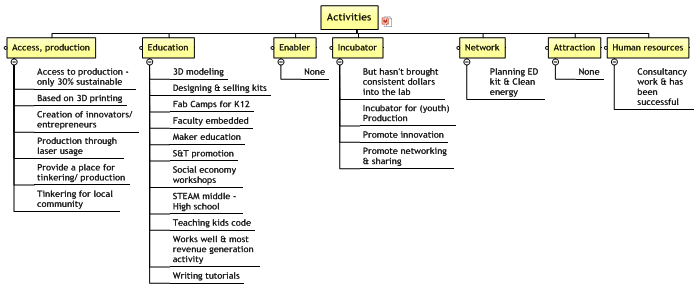 Activities
Access, production
Access to production -
only 30% sustainable
Based on 3D printing
Creation of innovators/
entrepreneurs
Production through
laser usage
Provide a place for
tinkering/ production
Tinkering for local
community
Education
3D modeling
Designing & selling kits
Fab Camps for K12
Faculty embedded
Maker education
S&T promotion
Social economy
workshops
STEAM middle -
High school
Teaching kids code
Works well & most
revenue generation
activity
Writing tutorials
Enabler
None
Incubator
But hasn't brought
consistent dollars
into the lab
Incubator for (youth)
Production
Promote innovation
Promote networking
& sharing
Network
Planning ED
kit & Clean
energy
Attraction
None
Human resources
Consultancy
work & has
been
successful